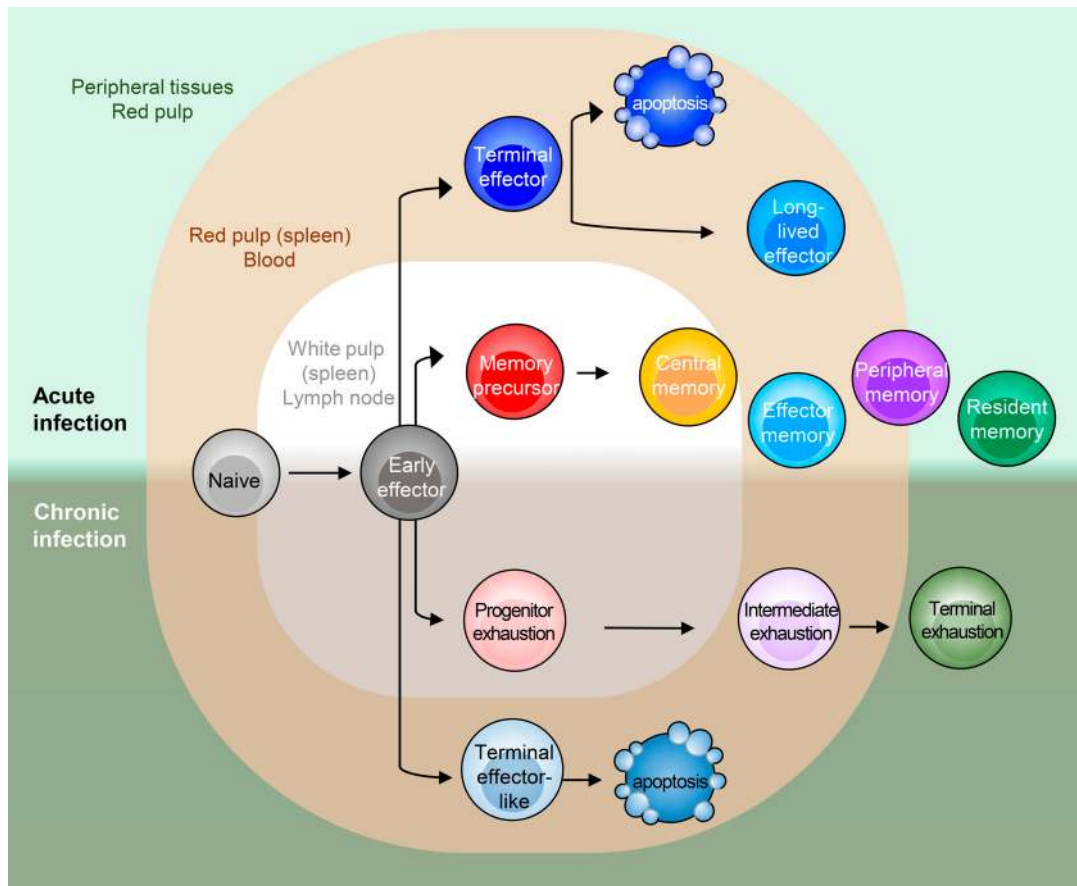 Peripheral tissues
Red pulp
apoptosis
Terminal
effector
Long-
lived
effector
Red pulp (spleen)
Blood
White pulp
(spleen)
Lymph node
Memory
precursor
Central
memory
Effector
memory
Peripheral
memory
Resident
memory
Acute
infection
Naive
Early
effector
Chronic
infection
Progenitor
exhaustion
Intermediate
exhaustion
Terminal
exhaustion
Terminal
effector-
like
apoptosis